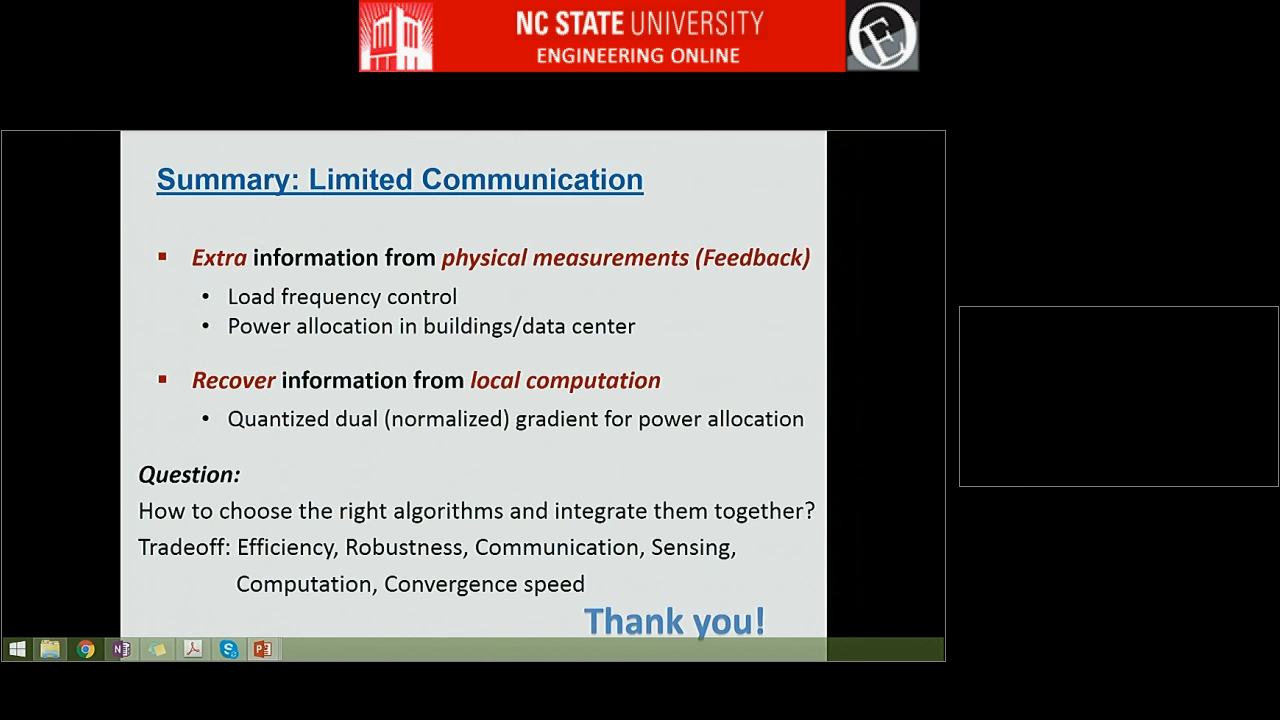 NC STATE UNIVERSITY
ENGINEERING ONLINE
Summary: Limited Communication
Extra information from physical measurements (Feedback)
Load frequency control
Power allocation in buildings/data center
Recover information from local computation
Quantized dual (normalized) gradient for power allocation
Question:
How to choose the right algorithms and integrate them together?
Tradeoff: Efficiency, Robustness, Communication, Sensing,
Computation, Convergence speed
Thank you!